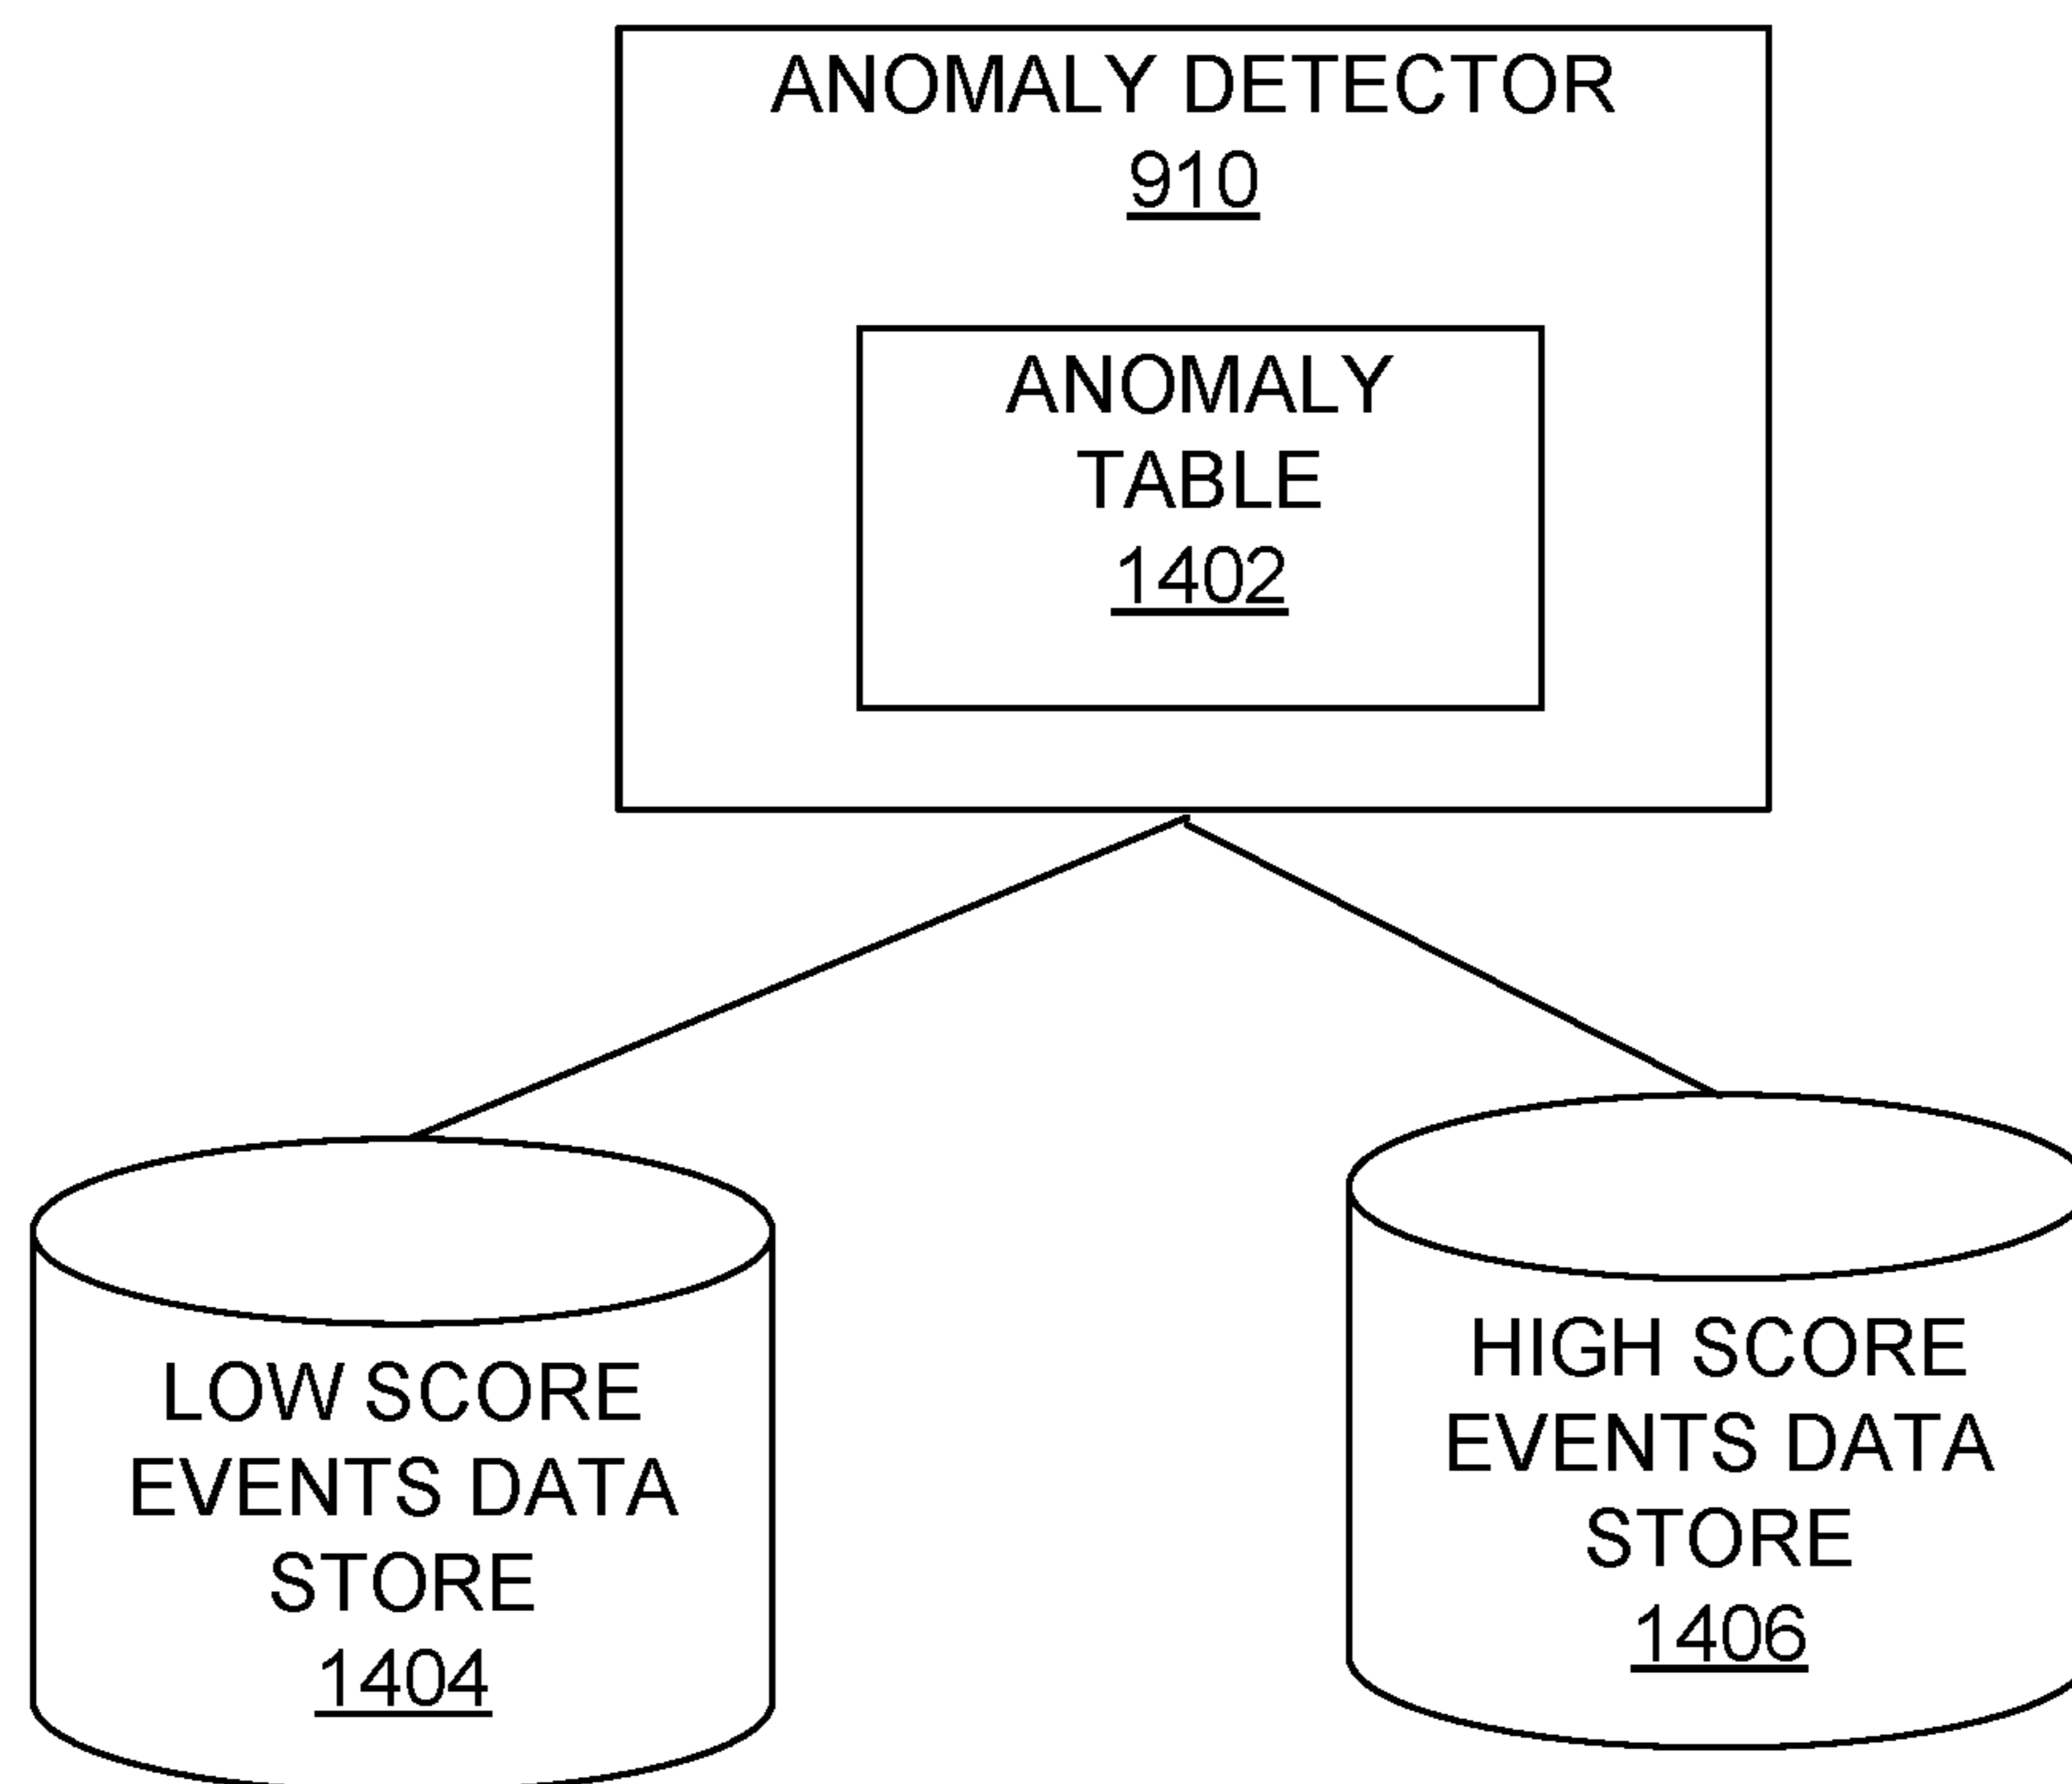 ANOMALY DETECTOR
910
ANOMALY
TABLE
1402
LOW SCORE
EVENTS DATA
STORE
1404
HIGH SCORE
EVENTS DATA
STORE
1406